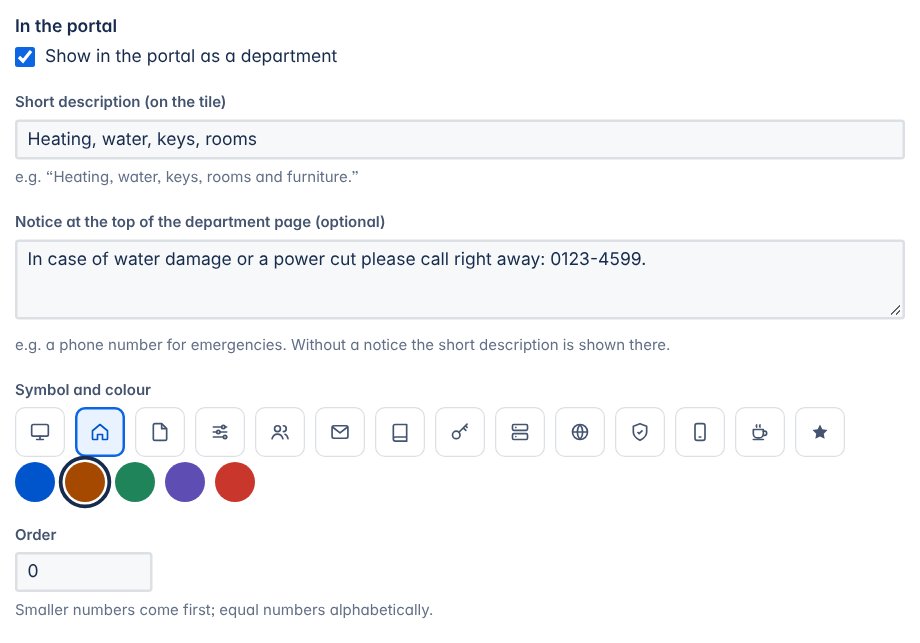 In the portal
Show in the portal as a department
Short description (on the tile)
Heating, water, keys, rooms
e.g. “Heating, water, keys, rooms and furniture.”
Notice at the top of the department page (optional)
In case of water damage or a power cut please call right away: 0123-4599.
e.g. a phone number for emergencies. Without a notice the short description is shown there.
Symbol and colour
Order
0
Smaller numbers come first; equal numbers alphabetically.